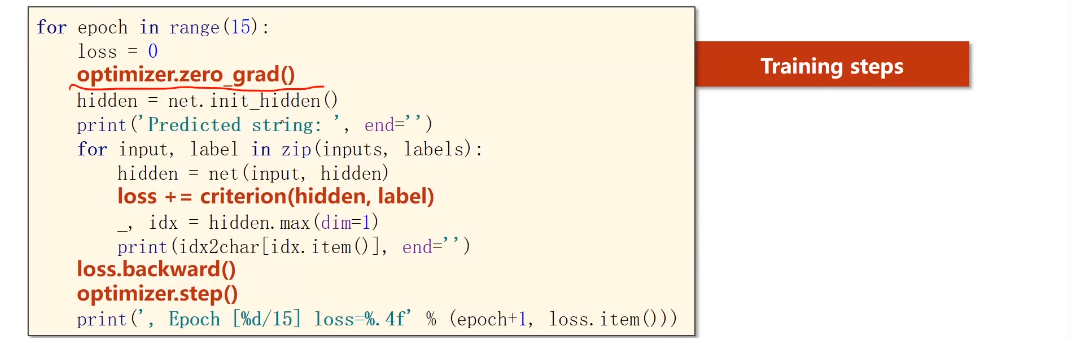 for epoch in range(15):
    loss = 0
    optimizer.zero_grad()
    hidden = net.init_hidden()
    print('Predicted string: ', end='')
    for input, label in zip(inputs, labels):
        hidden = net(input, hidden)
        loss += criterion(hidden, label)
        _, idx = hidden.max(dim=1)
        print(idx2char[idx.item()], end='')
    loss.backward()
    optimizer.step()
    print(', Epoch [%d/15] loss=%.4f' % (epoch+1, loss.item()))
Training steps